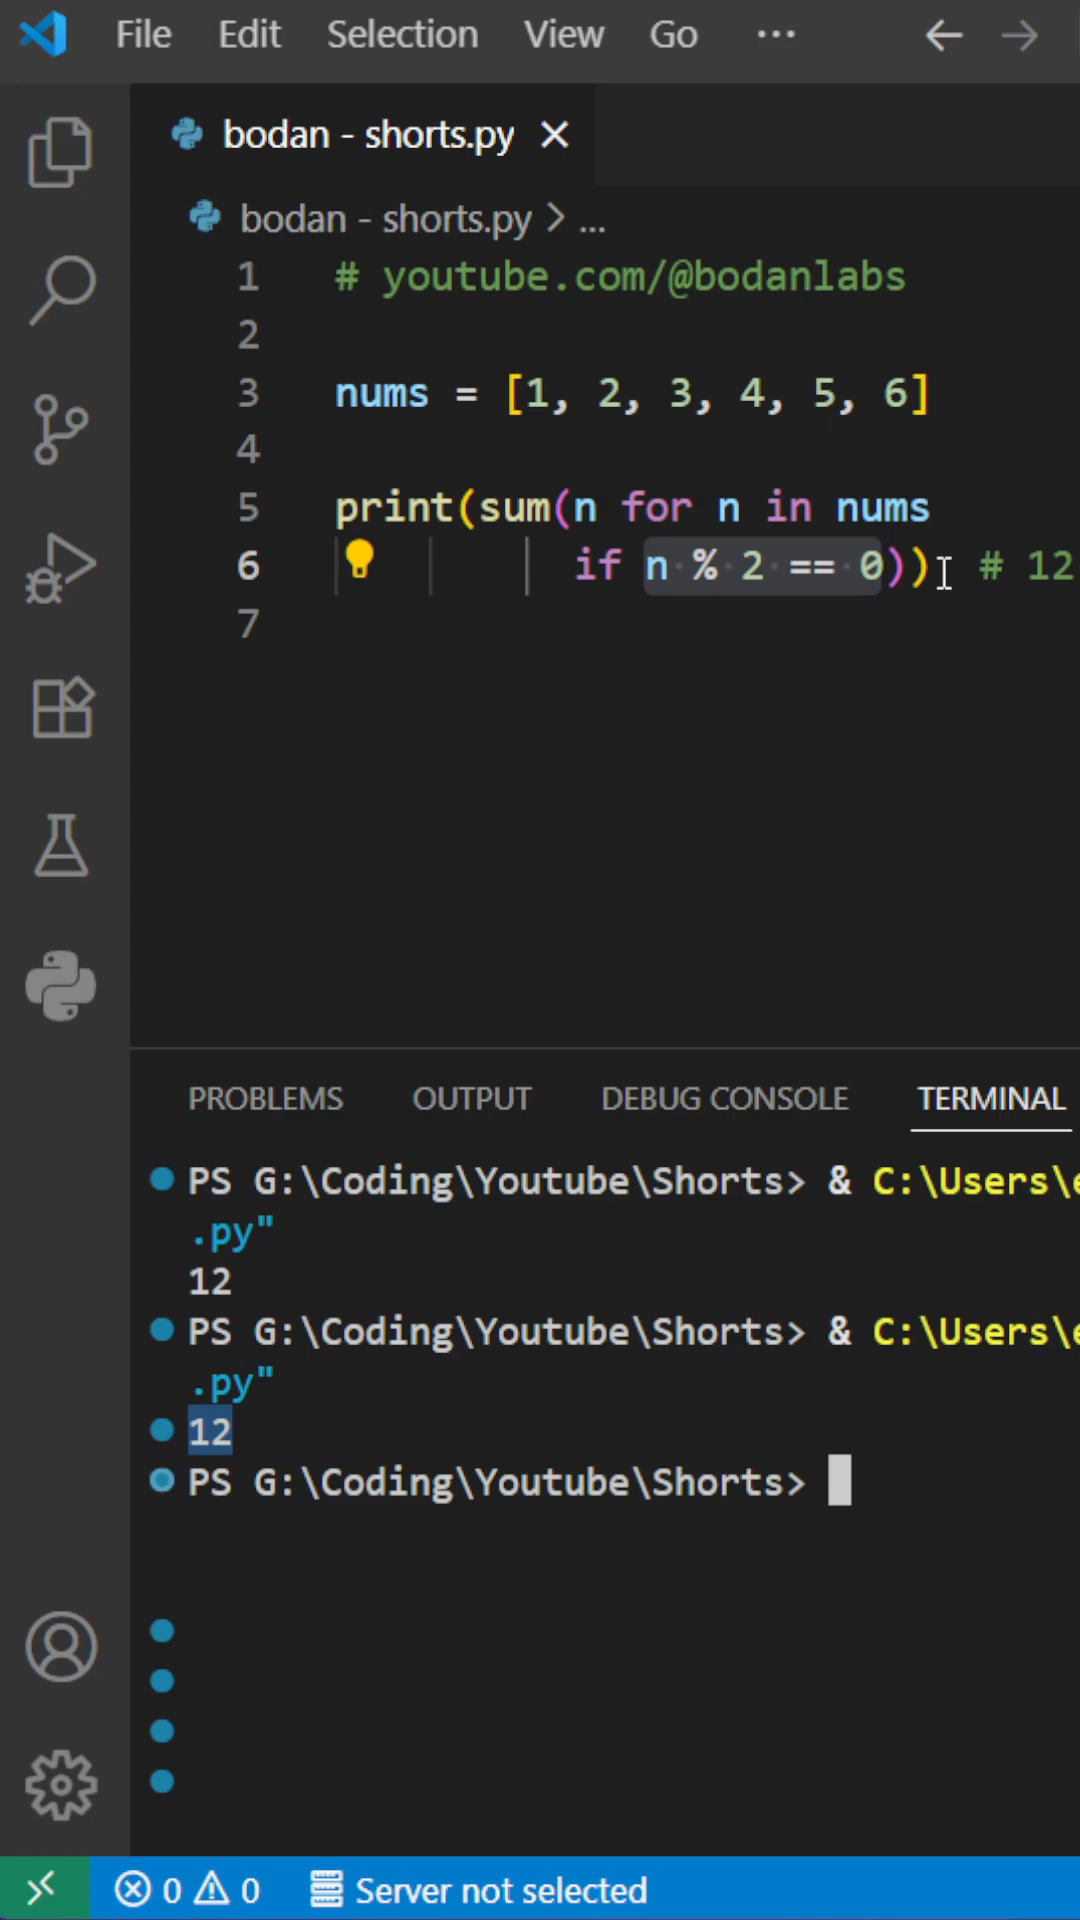 File Edit Selection View Go ...
bodan - shorts.py
bodan - shorts.py > ...
1 # youtube.com/@bodanlabs
2
3 nums = [1, 2, 3, 4, 5, 6]
4
5 print(sum(n for n in nums
6 if n % 2 == 0)) # 12
7
PROBLEMS OUTPUT DEBUG CONSOLE TERMINAL
PS G:\Coding\Youtube\Shorts> & C:\Users\e
.py"
12
PS G:\Coding\Youtube\Shorts> & C:\Users\e
.py"
12
PS G:\Coding\Youtube\Shorts>
0 0 Server not selected